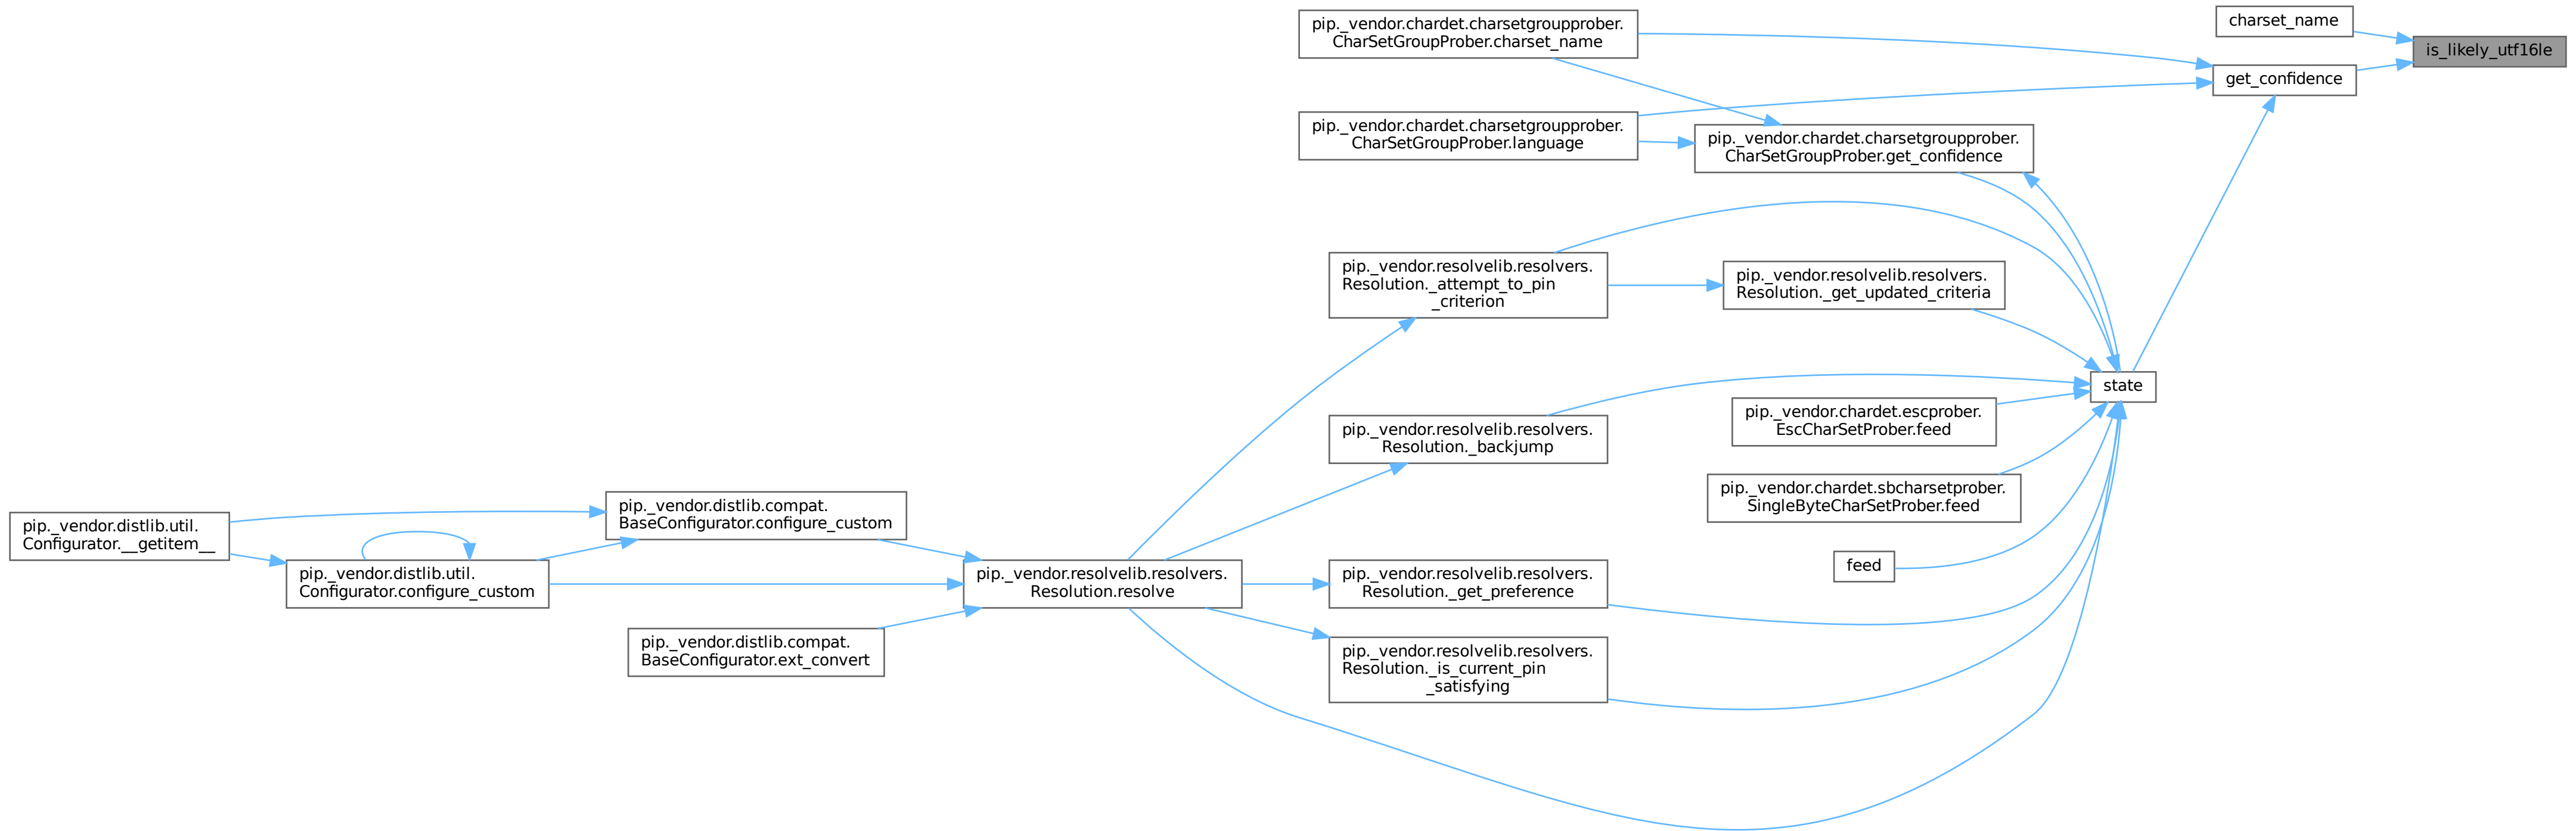 pip._vendor.chardet.charsetgroupprober.
CharSetGroupProber.charset_name
charset_name
is_likely_utf16le
get_confidence
pip._vendor.chardet.charsetgroupprober.
CharSetGroupProber.language
pip._vendor.chardet.charsetgroupprober.
CharSetGroupProber.get_confidence
pip._vendor.resolvelib.resolvers.
Resolution._attempt_to_pin
_criterion
pip._vendor.resolvelib.resolvers.
Resolution._get_updated_criteria
state
pip._vendor.resolvelib.resolvers.
Resolution._backjump
pip._vendor.chardet.escprober.
EscCharSetProber.feed
pip._vendor.chardet.sbcharsetprober.
SingleByteCharSetProber.feed
feed
pip._vendor.distlib.util.
Configurator.__getitem__
pip._vendor.distlib.compat.
BaseConfigurator.configure_custom
pip._vendor.distlib.util.
Configurator.configure_custom
pip._vendor.resolvelib.resolvers.
Resolution.resolve
pip._vendor.resolvelib.resolvers.
Resolution._get_preference
pip._vendor.distlib.compat.
BaseConfigurator.ext_convert
pip._vendor.resolvelib.resolvers.
Resolution._is_current_pin
_satisfying